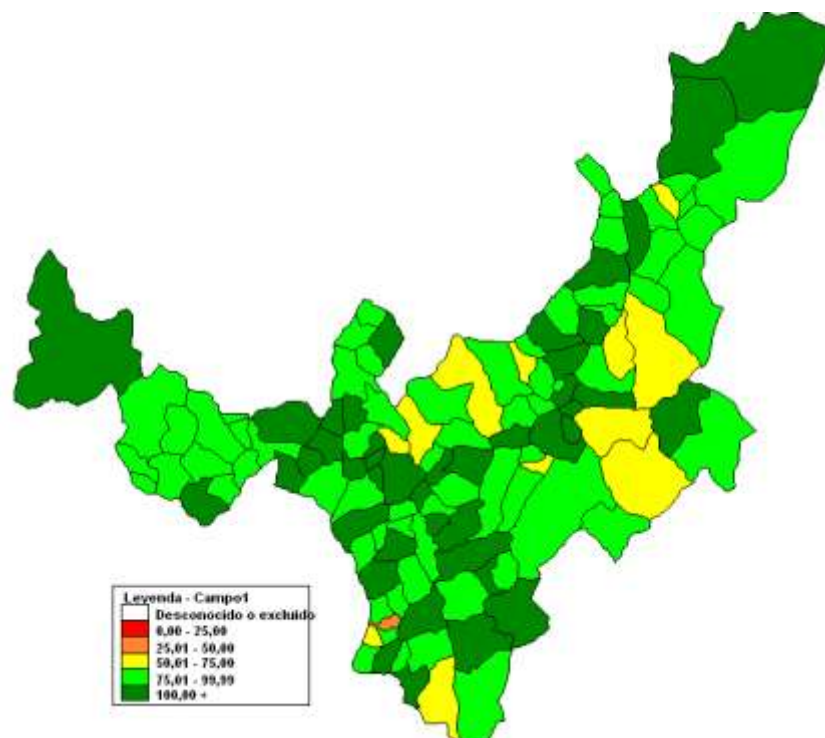 Leyenda - Campo1
Desconocido o excluido
0,00 - 25,00
25,01 - 50,00
50,01 - 75,00
75,01 - 99,99
100,00 +